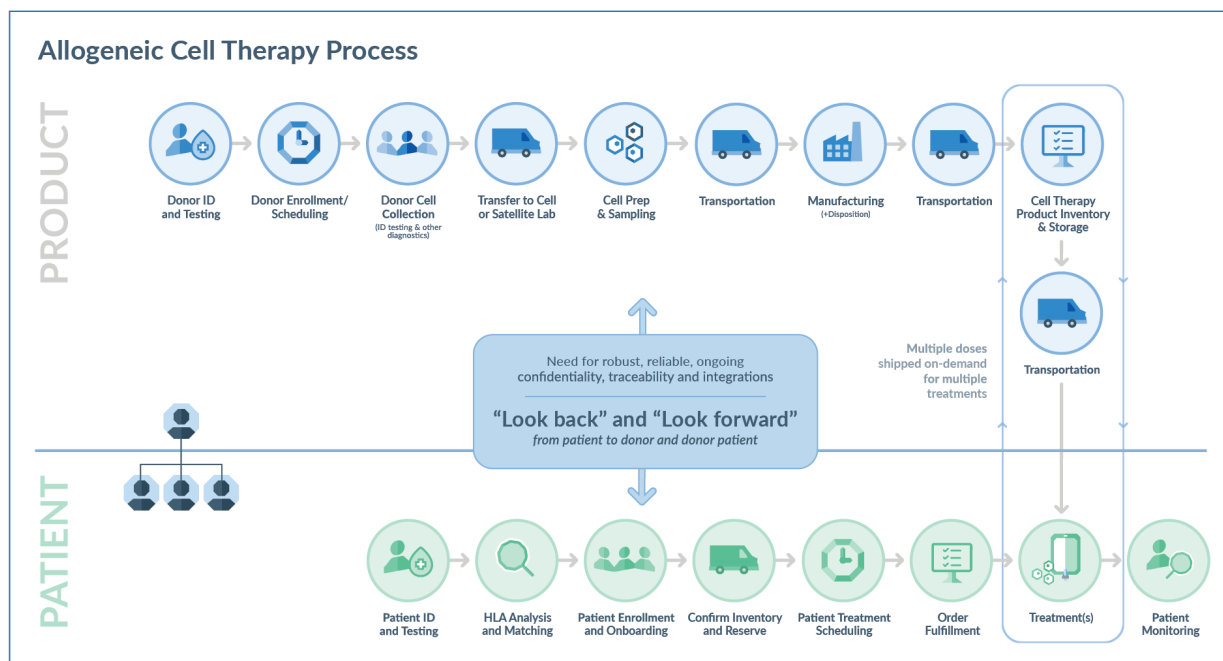 Allogeneic Cell Therapy Process
PRODUCT
Donor ID
and Testing
Donor Enrollment/
Scheduling
Donor Cell
Collection
(ID testing & other
diagnostics)
Transfer to Cell
or Satellite Lab
Cell Prep
& Sampling
Transportation
Manufacturing
(+Disposition)
Transportation
Cell Therapy
Product Inventory
& Storage
Transportation
Multiple doses
shipped on-demand
for multiple
treatments
Need for robust, reliable, ongoing
confidentiality, traceability and integrations
“Look back” and “Look forward”
from patient to donor and donor patient
PATIENT
Patient ID
and Testing
HLA Analysis
and Matching
Patient Enrollment
and Onboarding
Confirm Inventory
and Reserve
Patient Treatment
Scheduling
Order
Fulfillment
Treatment(s)
Patient
Monitoring